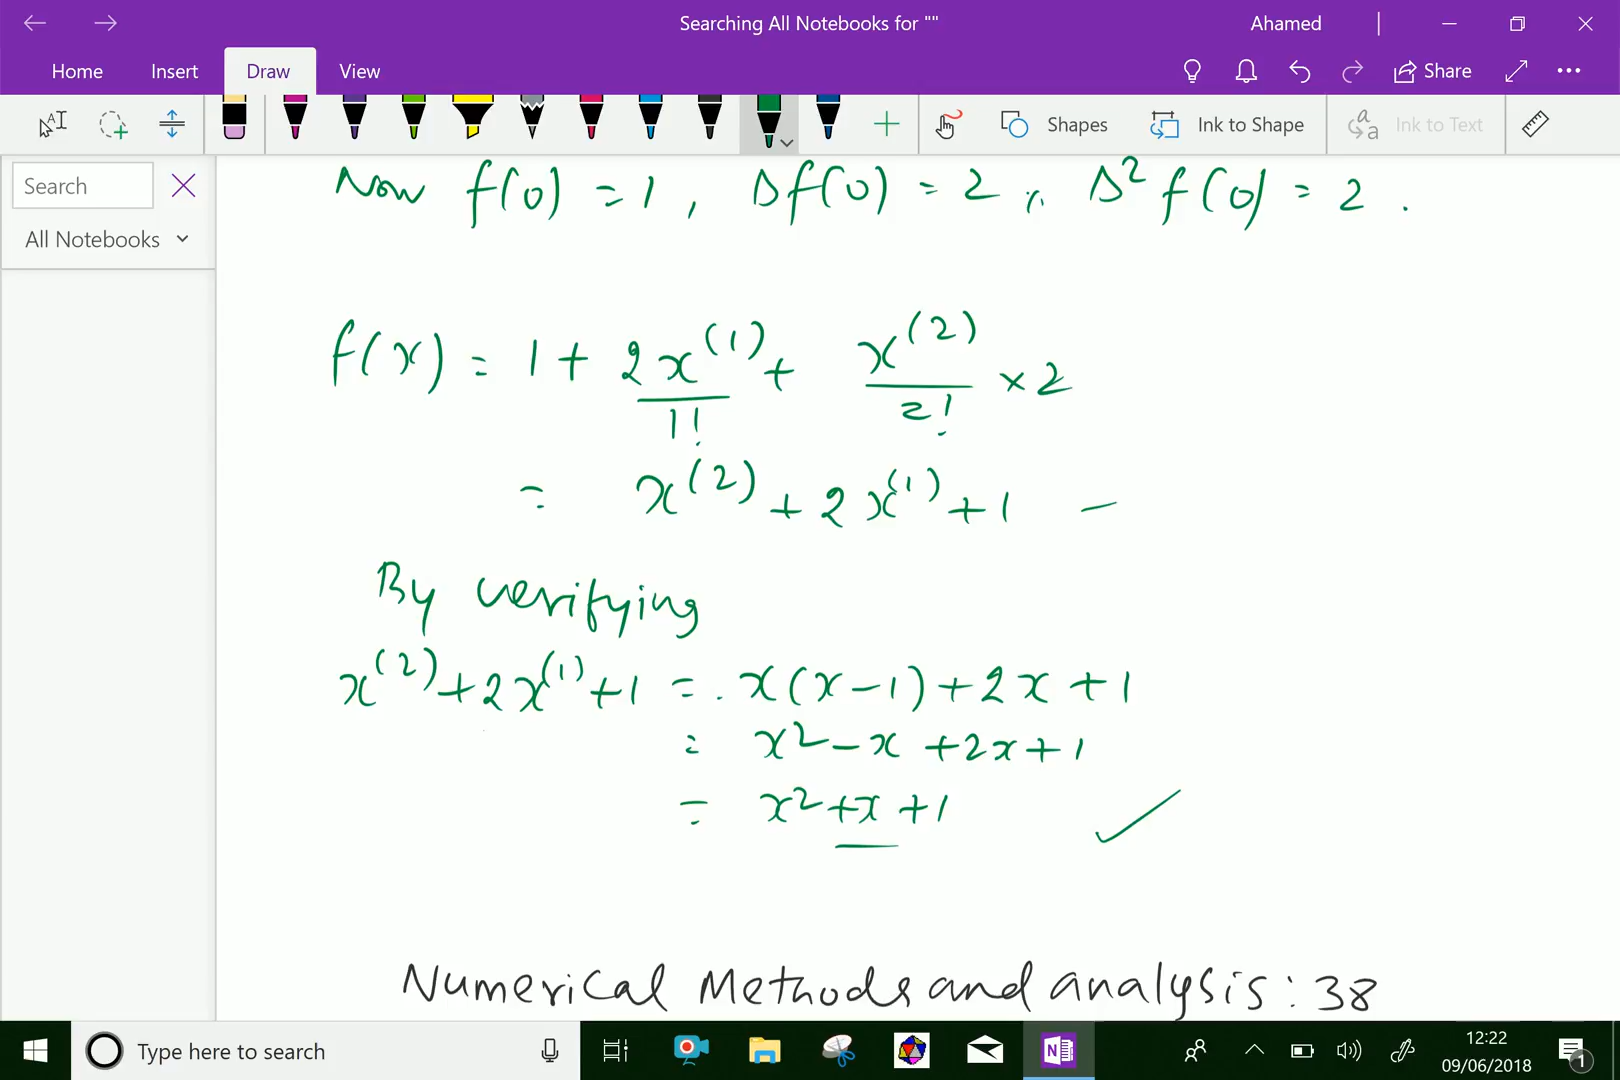 Searching All Notebooks for ""
Ahamed
Home Insert Draw View
Share
Shapes
Ink to Shape
Ink to Text
Search
All Notebooks
Now f(0) = 1, Δf(0) = 2, Δ² f(0) = 2 .
f(x) = 1 + 2x^(1)/1! + x^(2)/2! × 2
= x^(2) + 2x^(1) + 1 –
By verifying
x^(2) + 2x^(1) + 1 = . x(x-1) + 2x + 1
= x² - x + 2x + 1
= x² + x + 1 ✓
Numerical Methods and analysis: 38
Type here to search
12:22
09/06/2018
1